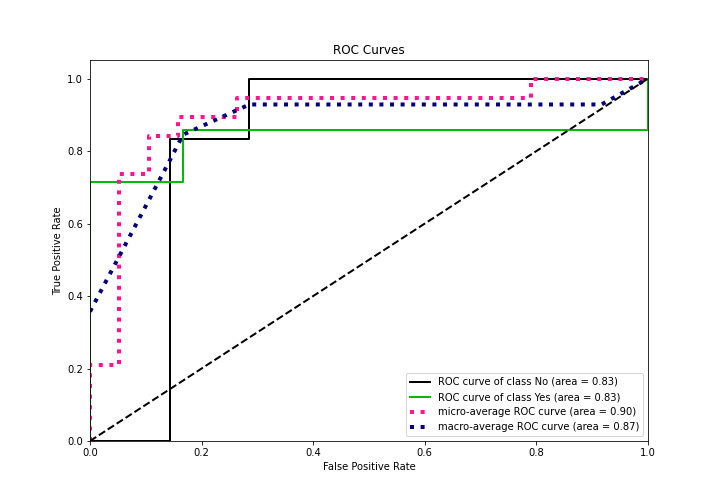 ROC Curves
True Positive Rate
1.0
0.8
0.6
0.4
0.2
0.0
0.0 0.2 0.4 0.6 0.8 1.0
False Positive Rate
ROC curve of class No (area = 0.83)
ROC curve of class Yes (area = 0.83)
micro-average ROC curve (area = 0.90)
macro-average ROC curve (area = 0.87)